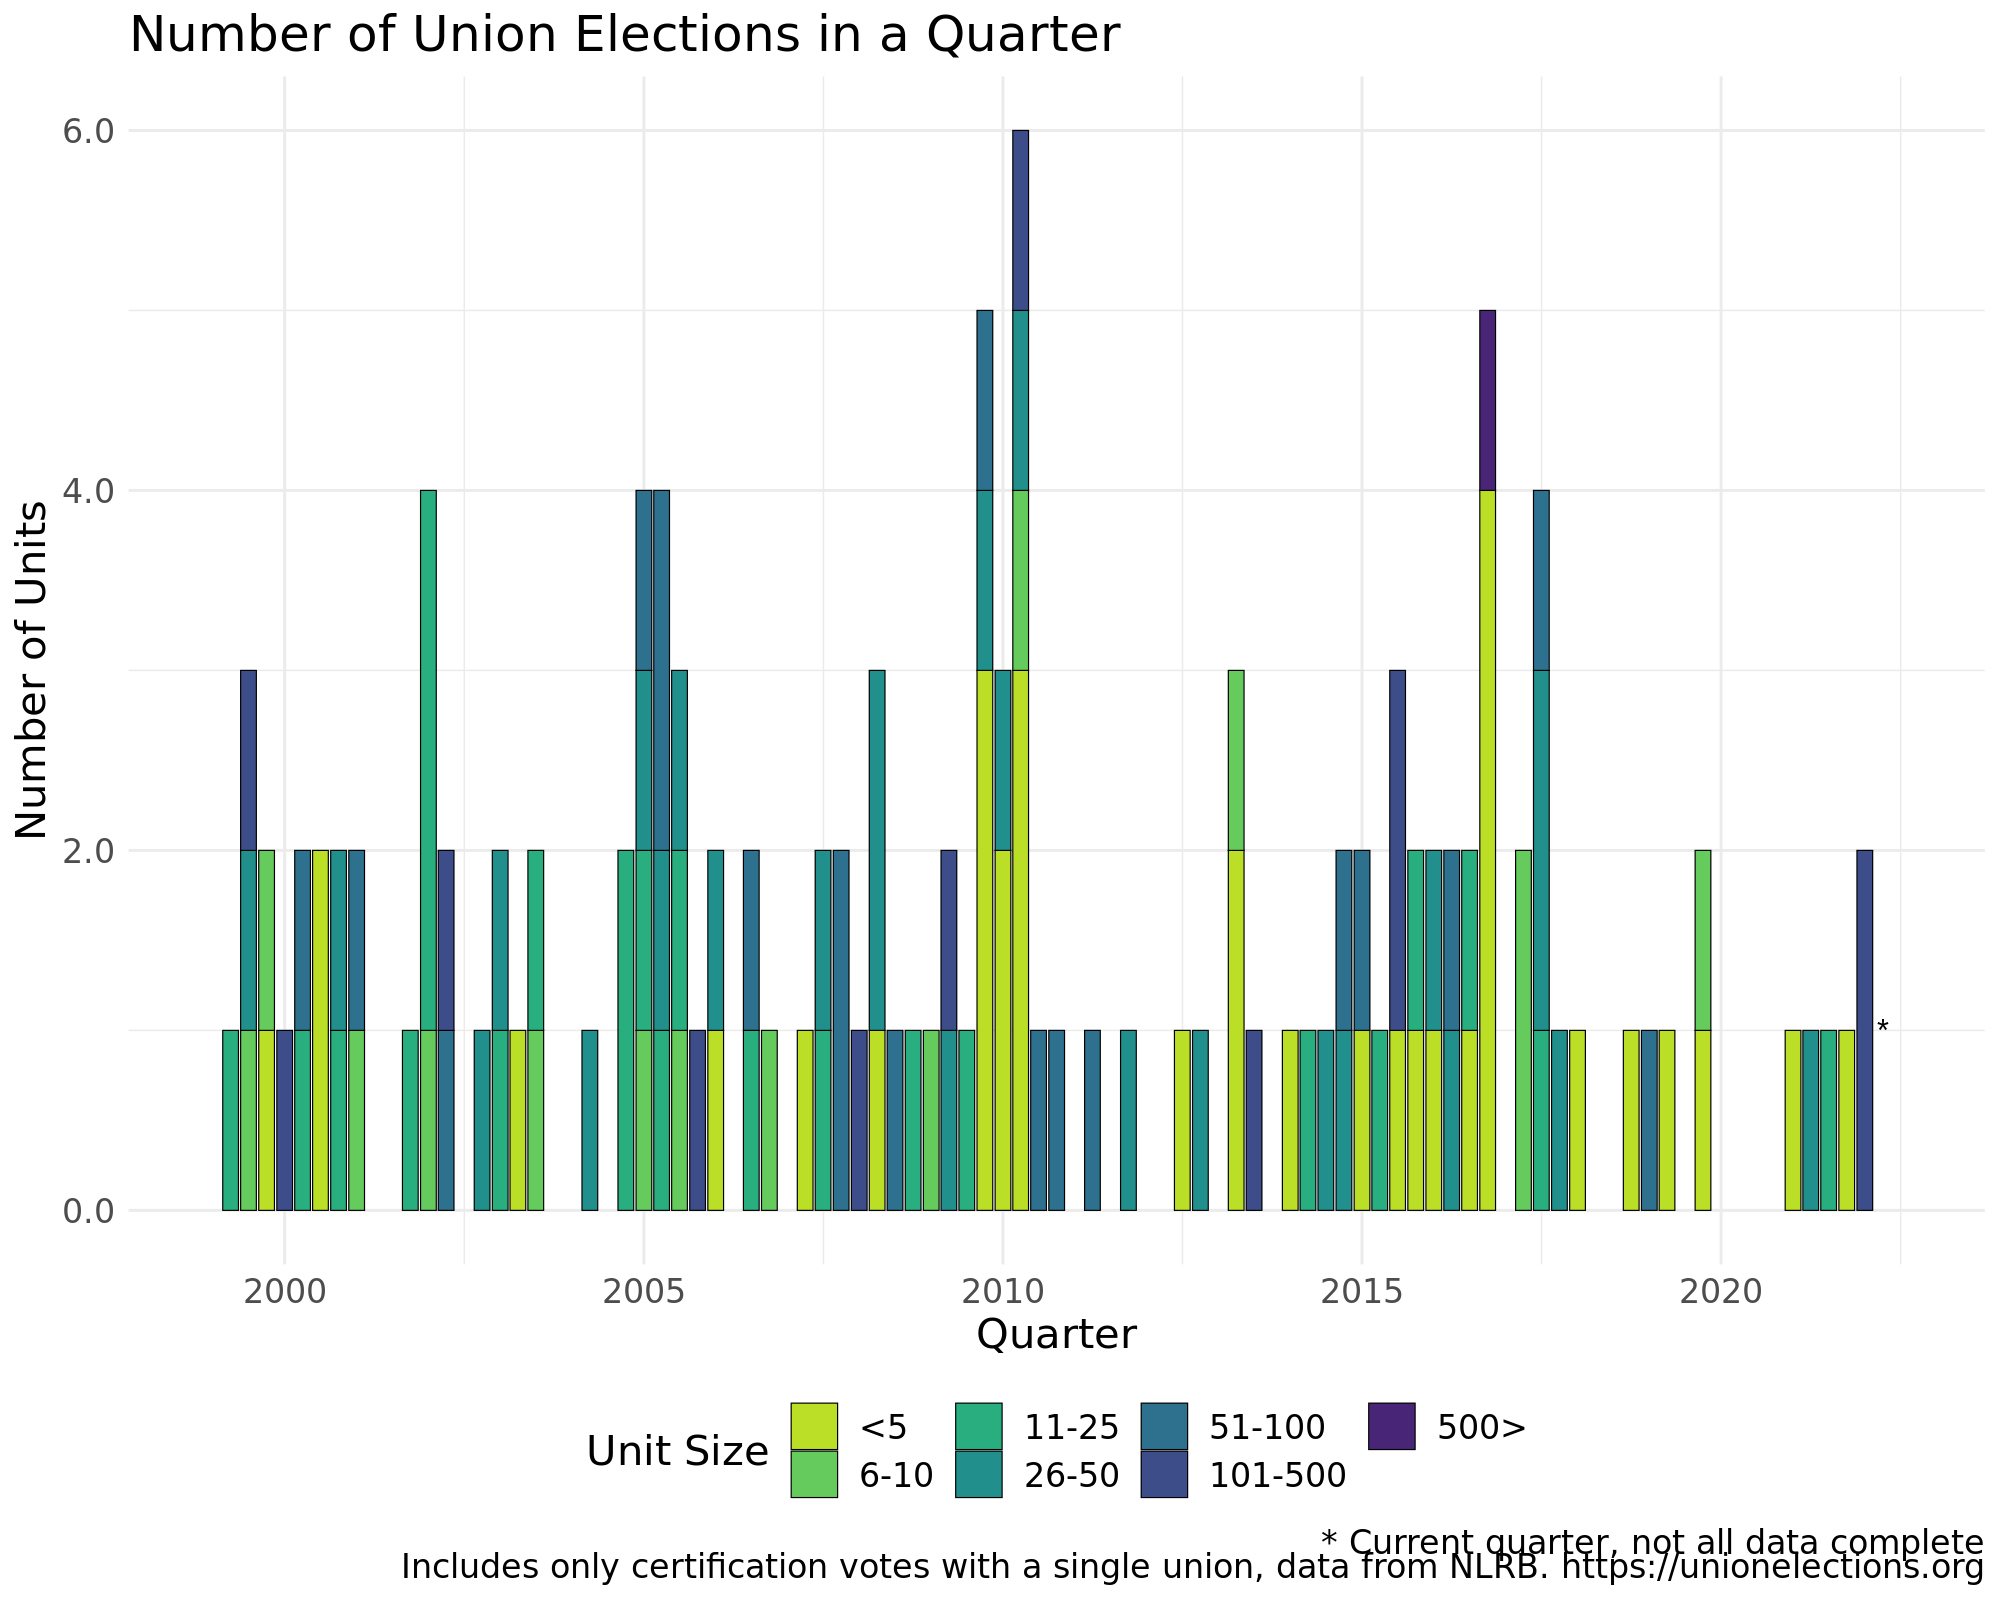 Number of Union Elections in a Quarter
Number of Units
6.0
4.0
2.0
0.0
*
2000 2005 2010 2015 2020
Quarter
Unit Size
<5 11-25 51-100 500>
6-10 26-50 101-500
* Current quarter, not all data complete
Includes only certification votes with a single union, data from NLRB. https://unionelections.org